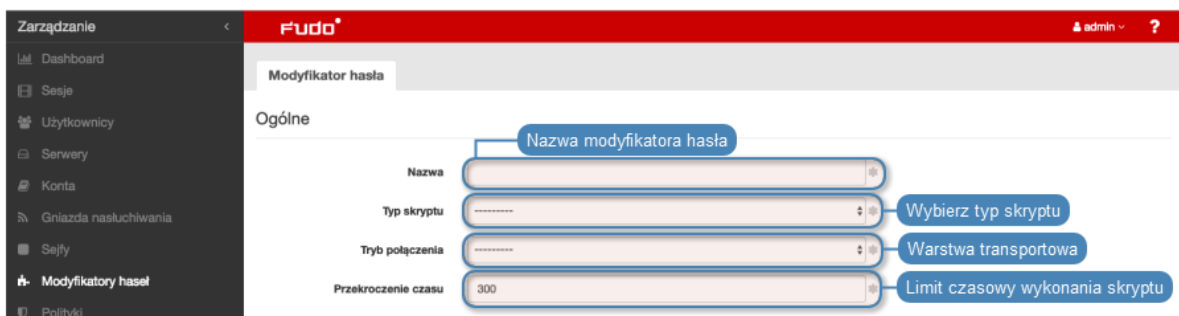 Zarządzanie
FUDO
admin
?
Dashboard
Sesje
Użytkownicy
Serwery
Konta
Gniazda nasłuchiwania
Sejfy
Modyfikatory haseł
Polityki
Modyfikator hasła
Ogólne
Nazwa modyfikatora hasła
Nazwa
Typ skryptu ---------
Wybierz typ skryptu
Tryb połączenia ---------
Warstwa transportowa
Przekroczenie czasu 300
Limit czasowy wykonania skryptu